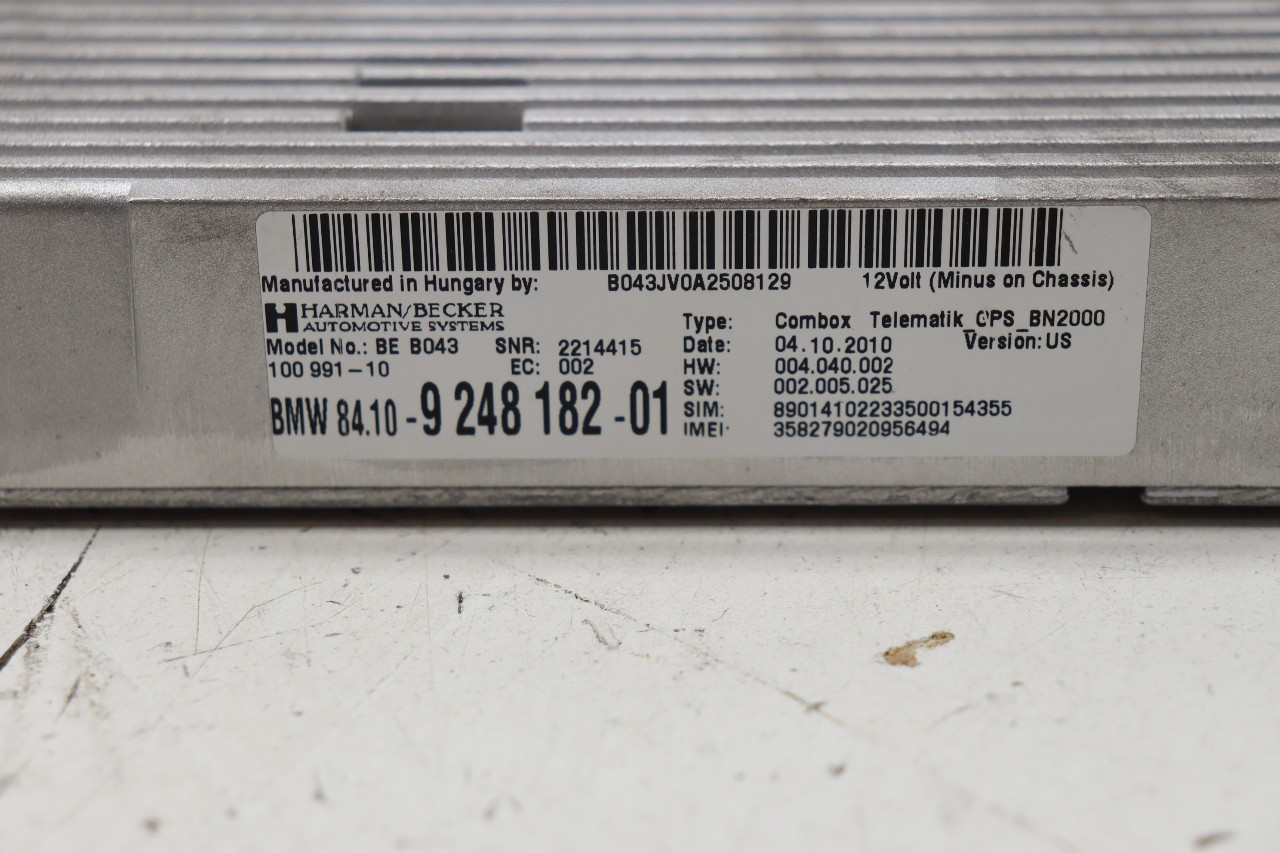 Manufactured in Hungary by: B043JV0A2508129 12Volt (Minus on Chassis)
HARMAN/BECKER
AUTOMOTIVE SYSTEMS
Type: Combox Telematik_GPS_BN2000
Model No.: BE B043 SNR: 2214415 Date: 04.10.2010 Version: US
100 991-10 EC: 002 HW: 004.040.002
SW: 002.005.025
BMW 84.10 -9 248 182 -01 SIM: 89014102233500154355
IMEI: 358279020956494